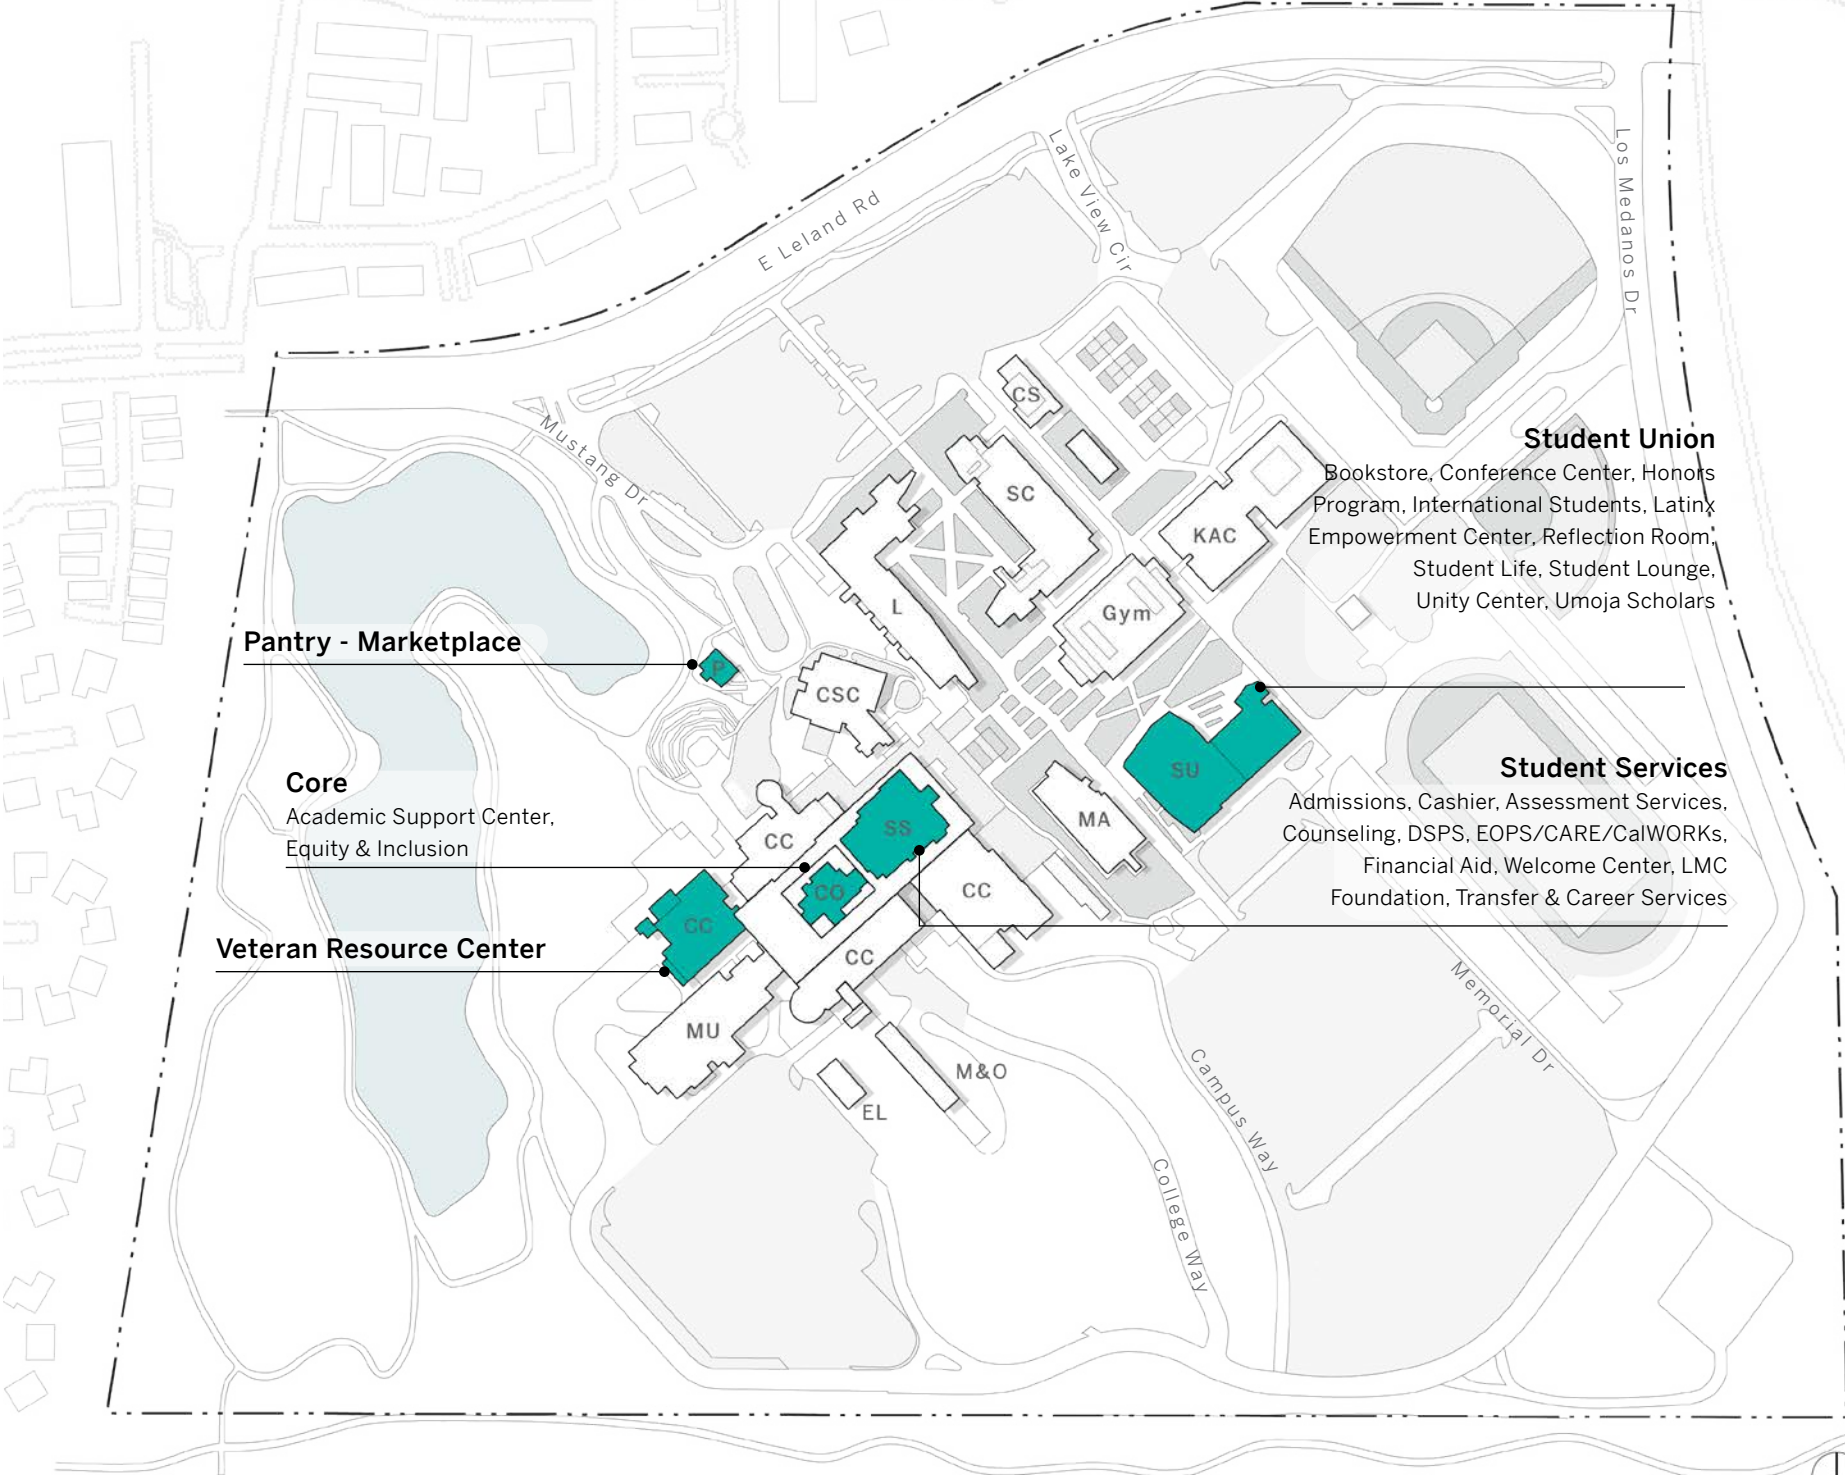 Lake View Cir
Los Medanos Dr
E Leland Rd
CS
Mustang Dr
Student Union
Bookstore, Conference Center, Honors
Program, International Students, Latinx
Empowerment Center, Reflection Room,
Student Life, Student Lounge,
Unity Center, Umoja Scholars
SC
KAC
L
Gym
Pantry - Marketplace
P
CSC
SU
Student Services
Admissions, Cashier, Assessment Services,
Counseling, DSPS, EOPS/CARE/CalWORKs,
Financial Aid, Welcome Center, LMC
Foundation, Transfer & Career Services
Core
Academic Support Center,
Equity & Inclusion
MA
SS
CC
CO
CC
CC
Veteran Resource Center
CC
MU
M&O
EL
Memorial Dr
Campus Way
College Way